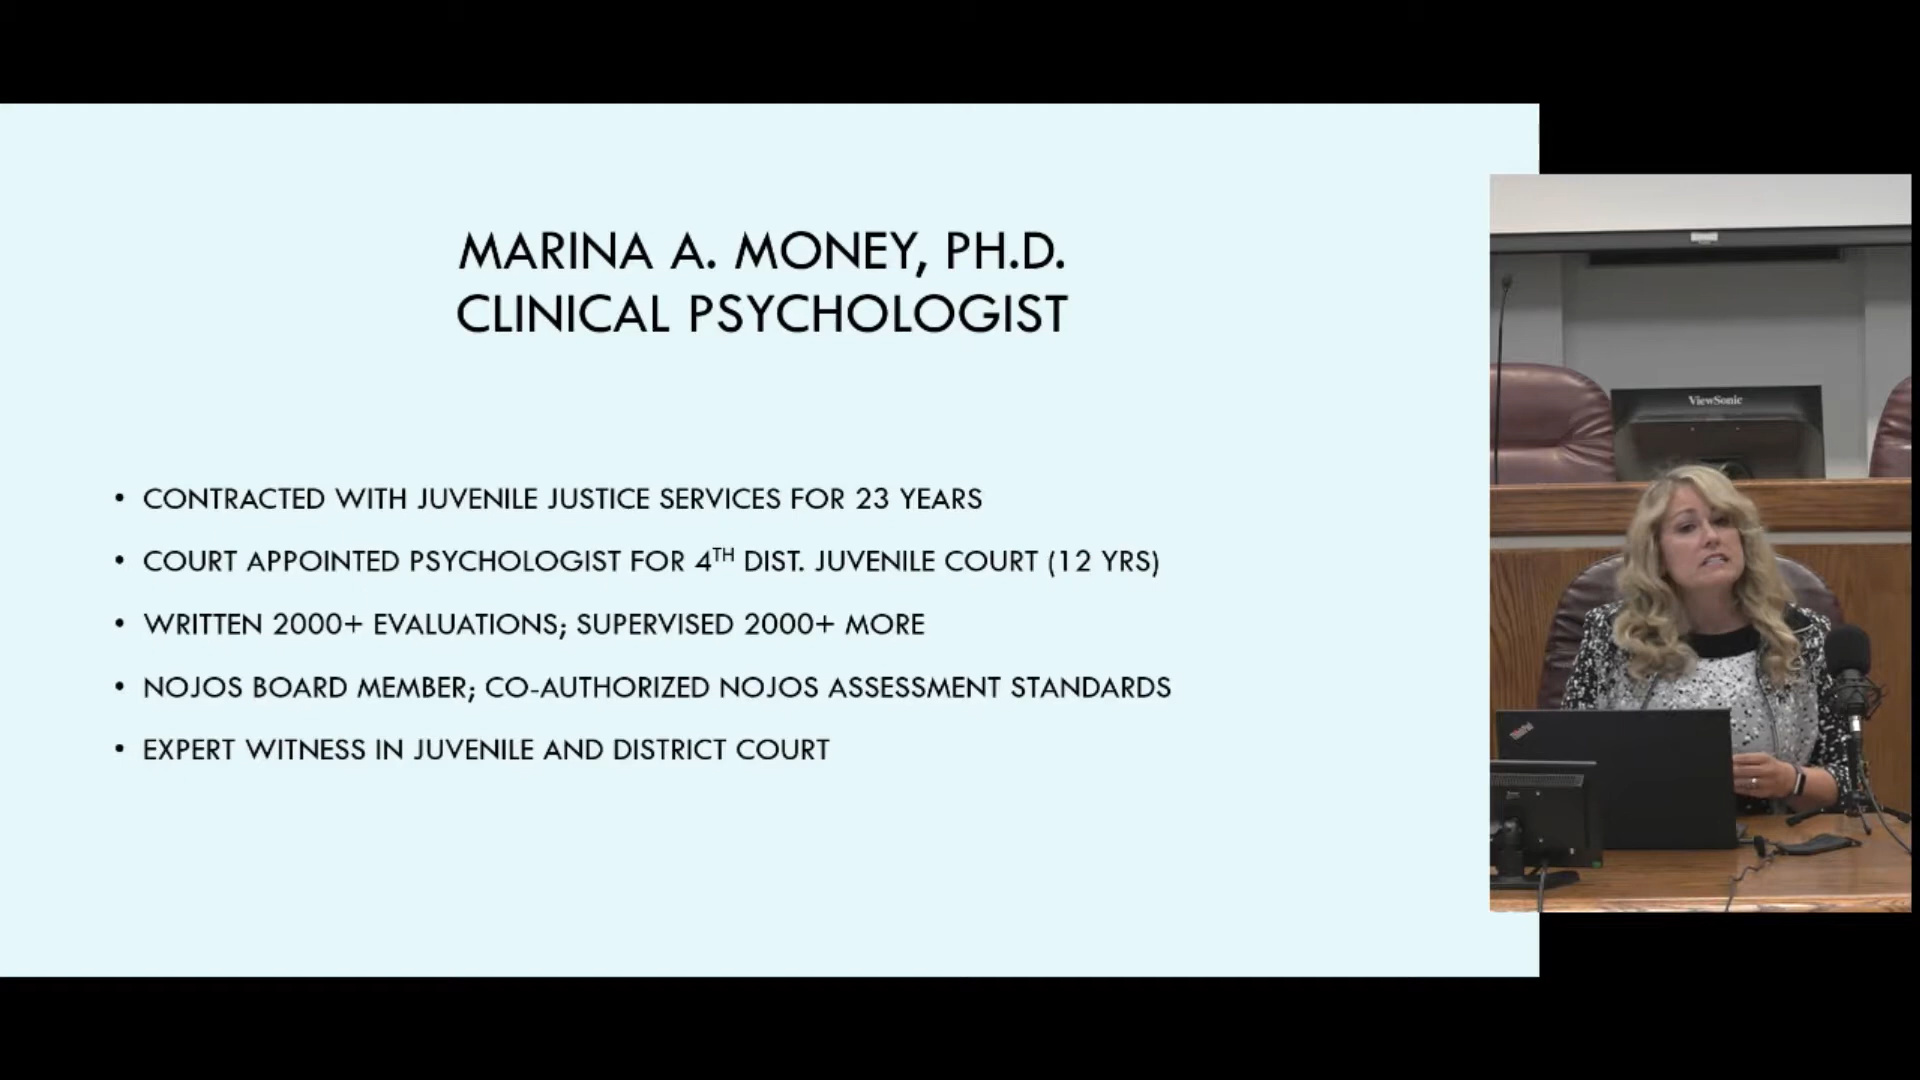 MARINA A. MONEY, PH.D.
CLINICAL PSYCHOLOGIST
• CONTRACTED WITH JUVENILE JUSTICE SERVICES FOR 23 YEARS
• COURT APPOINTED PSYCHOLOGIST FOR 4TH DIST. JUVENILE COURT (12 YRS)
• WRITTEN 2000+ EVALUATIONS; SUPERVISED 2000+ MORE
• NOJOS BOARD MEMBER; CO-AUTHORIZED NOJOS ASSESSMENT STANDARDS
• EXPERT WITNESS IN JUVENILE AND DISTRICT COURT
ViewSonic
ThinkPad